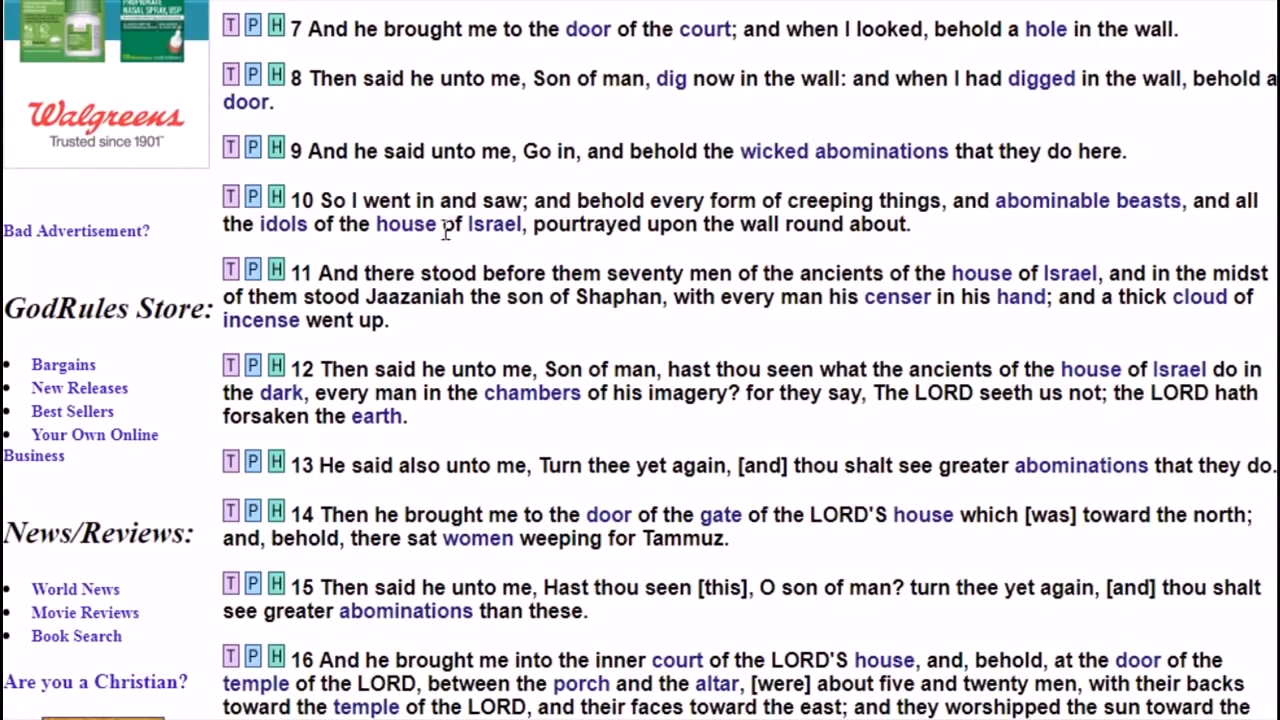 PROPIONATE
NASAL SPRAY, USP
Walgreens
Trusted since 1901
Bad Advertisement?
GodRules Store:
Bargains
New Releases
Best Sellers
Your Own Online
Business
News/Reviews:
World News
Movie Reviews
Book Search
Are you a Christian?
T P H 7 And he brought me to the door of the court; and when I looked, behold a hole in the wall.
T P H 8 Then said he unto me, Son of man, dig now in the wall: and when I had digged in the wall, behold a
door.
T P H 9 And he said unto me, Go in, and behold the wicked abominations that they do here.
T P H 10 So I went in and saw; and behold every form of creeping things, and abominable beasts, and all
the idols of the house of Israel, pourtrayed upon the wall round about.
T P H 11 And there stood before them seventy men of the ancients of the house of Israel, and in the midst
of them stood Jaazaniah the son of Shaphan, with every man his censer in his hand; and a thick cloud of
incense went up.
T P H 12 Then said he unto me, Son of man, hast thou seen what the ancients of the house of Israel do in
the dark, every man in the chambers of his imagery? for they say, The LORD seeth us not; the LORD hath
forsaken the earth.
T P H 13 He said also unto me, Turn thee yet again, [and] thou shalt see greater abominations that they do.
T P H 14 Then he brought me to the door of the gate of the LORD'S house which [was] toward the north;
and, behold, there sat women weeping for Tammuz.
T P H 15 Then said he unto me, Hast thou seen [this], O son of man? turn thee yet again, [and] thou shalt
see greater abominations than these.
T P H 16 And he brought me into the inner court of the LORD'S house, and, behold, at the door of the
temple of the LORD, between the porch and the altar, [were] about five and twenty men, with their backs
toward the temple of the LORD, and their faces toward the east; and they worshipped the sun toward the